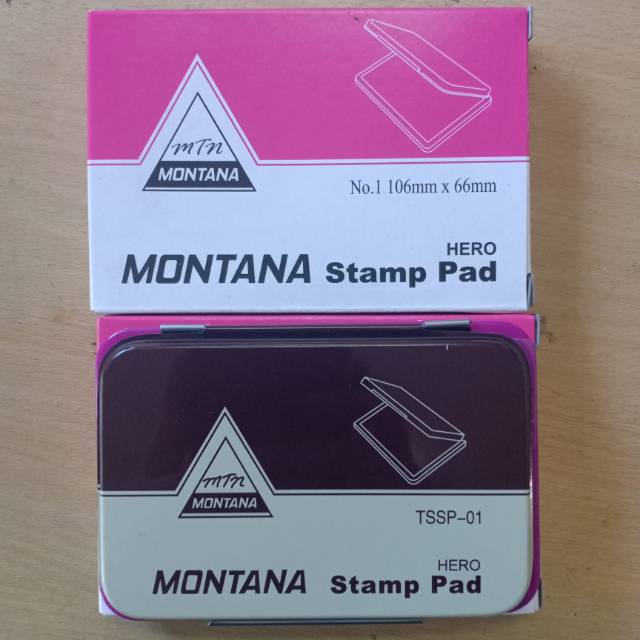 mTn
MONTANA
No.1 106mm x 66mm
HERO
MONTANA Stamp Pad
mTn
MONTANA
TSSP-01
HERO
MONTANA Stamp Pad